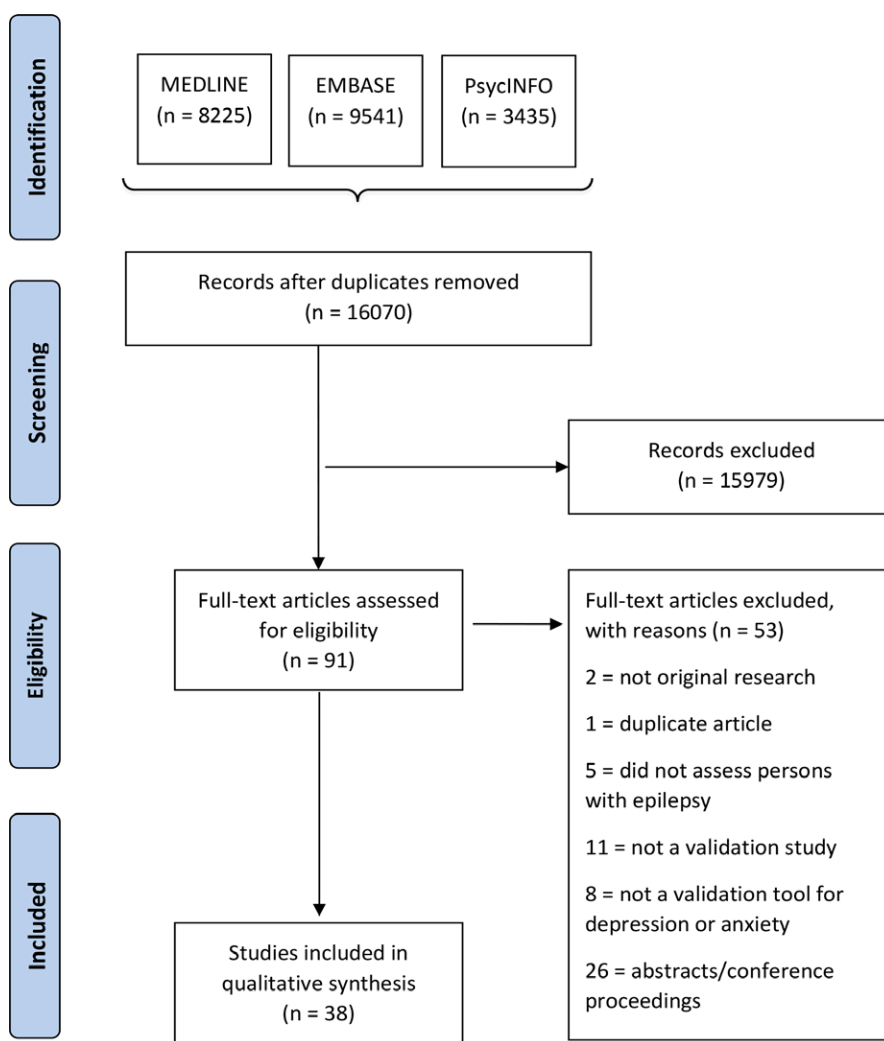 Identification
MEDLINE
(n = 8225)
EMBASE
(n = 9541)
PsycINFO
(n = 3435)
Screening
Records after duplicates removed
(n = 16070)
Records excluded
(n = 15979)
Eligibility
Full-text articles assessed
for eligibility
(n = 91)
Full-text articles excluded,
with reasons (n = 53)
2 = not original research
1 = duplicate article
5 = did not assess persons
with epilepsy
11 = not a validation study
8 = not a validation tool for
depression or anxiety
26 = abstracts/conference
proceedings
Included
Studies included in
qualitative synthesis
(n = 38)